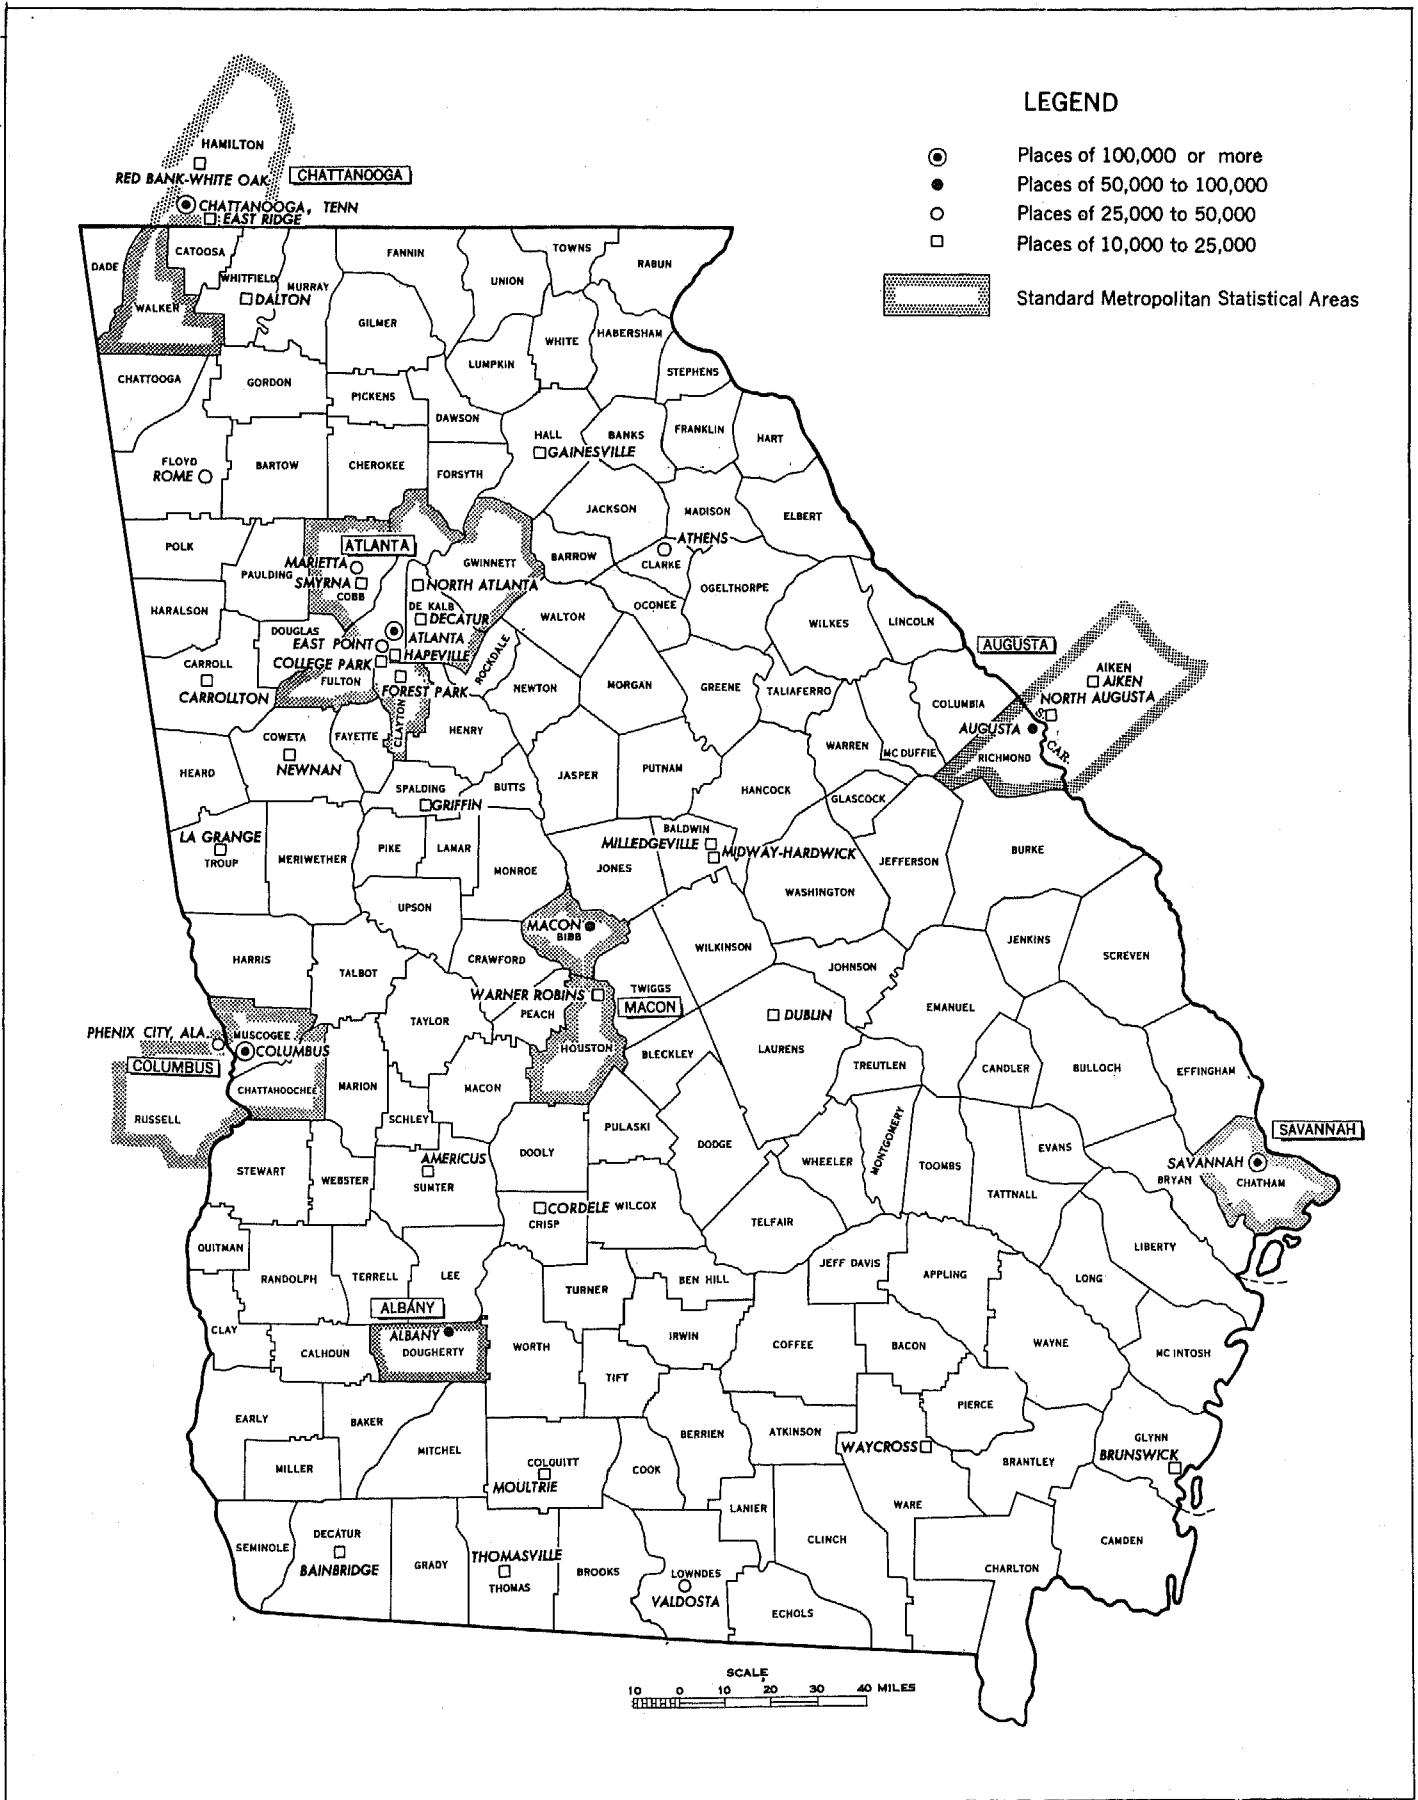 LEGEND
Places of 100,000 or more
Places of 50,000 to 100,000
Places of 25,000 to 50,000
Places of 10,000 to 25,000
Standard Metropolitan Statistical Areas
HAMILTON
RED BANK-WHITE OAK
CHATTANOOGA
CHATTANOOGA, TENN
EAST RIDGE
DADE
CATOOSA
WHITFIELD
MURRAY
DALTON
WALKER
FANNIN
UNION
TOWNS
RABUN
GILMER
WHITE
HABERSHAM
LUMPKIN
STEPHENS
CHATTOOGA
GORDON
PICKENS
DAWSON
HALL
GAINESVILLE
BANKS
FRANKLIN
HART
FLOYD
ROME
BARTOW
CHEROKEE
FORSYTH
JACKSON
MADISON
ELBERT
POLK
PAULDING
ATLANTA
MARIETTA
SMYRNA
COBB
GWINNETT
NORTH ATLANTA
BARROW
ATHENS
CLARKE
OGELTHORPE
OCONEE
HARALSON
DOUGLAS
DE KALB
DECATUR
ATLANTA
EAST POINT
HAPEVILLE
COLLEGE PARK
FULTON
FOREST PARK
CLAYTON
ROCKDALE
WALTON
WILKES
LINCOLN
CARROLL
CARROLLTON
NEWTON
MORGAN
GREENE
TALIAFERRO
COLUMBIA
AUGUSTA
AIKEN
AIKEN
NORTH AUGUSTA
AUGUSTA
S. CAR.
RICHMOND
COWETA
NEWNAN
FAYETTE
HENRY
HEARD
SPALDING
GRIFFIN
BUTTS
JASPER
PUTNAM
HANCOCK
WARREN
MC DUFFIE
GLASCOCK
LA GRANGE
TROUP
MERIWETHER
PIKE
LAMAR
MONROE
JONES
BALDWIN
MILLEDGEVILLE
MIDWAY-HARDWICK
WASHINGTON
JEFFERSON
BURKE
UPSON
MACON
BIBB
WILKINSON
JENKINS
SCREVEN
HARRIS
TALBOT
CRAWFORD
JOHNSON
EMANUEL
WARNER ROBINS
PEACH
TWIGGS
MACON
HOUSTON
TAYLOR
DUBLIN
LAURENS
PHENIX CITY, ALA.
MUSCOGEE
COLUMBUS
COLUMBUS
CHATTAHOOCHEE
RUSSELL
MARION
MACON
BLECKLEY
TREUTLEN
CANDLER
BULLOCH
EFFINGHAM
SCHLEY
PULASKI
DODGE
MONTGOMERY
STEWART
WEBSTER
AMERICUS
SUMTER
DOOLY
CORDELE
CRISP
WILCOX
WHEELER
TOOMBS
EVANS
TATTNALL
TELFAIR
SAVANNAH
SAVANNAH
BRYAN
CHATHAM
QUITMAN
RANDOLPH
TERRELL
LEE
TURNER
BEN HILL
JEFF DAVIS
APPLING
LONG
LIBERTY
CLAY
CALHOUN
ALBANY
ALBANY
DOUGHERTY
WORTH
IRWIN
TIFT
COFFEE
BACON
WAYNE
MC INTOSH
EARLY
BAKER
MITCHEL
MILLER
COLQUITT
MOULTRIE
COOK
BERRIEN
ATKINSON
PIERCE
WAYCROSS
BRANTLEY
GLYNN
BRUNSWICK
SEMINOLE
DECATUR
BAINBRIDGE
GRADY
THOMASVILLE
THOMAS
BROOKS
LOWNDES
VALDOSTA
LANIER
CLINCH
WARE
ECHOLS
CHARLTON
CAMDEN
SCALE
10 0 10 20 30 40 MILES